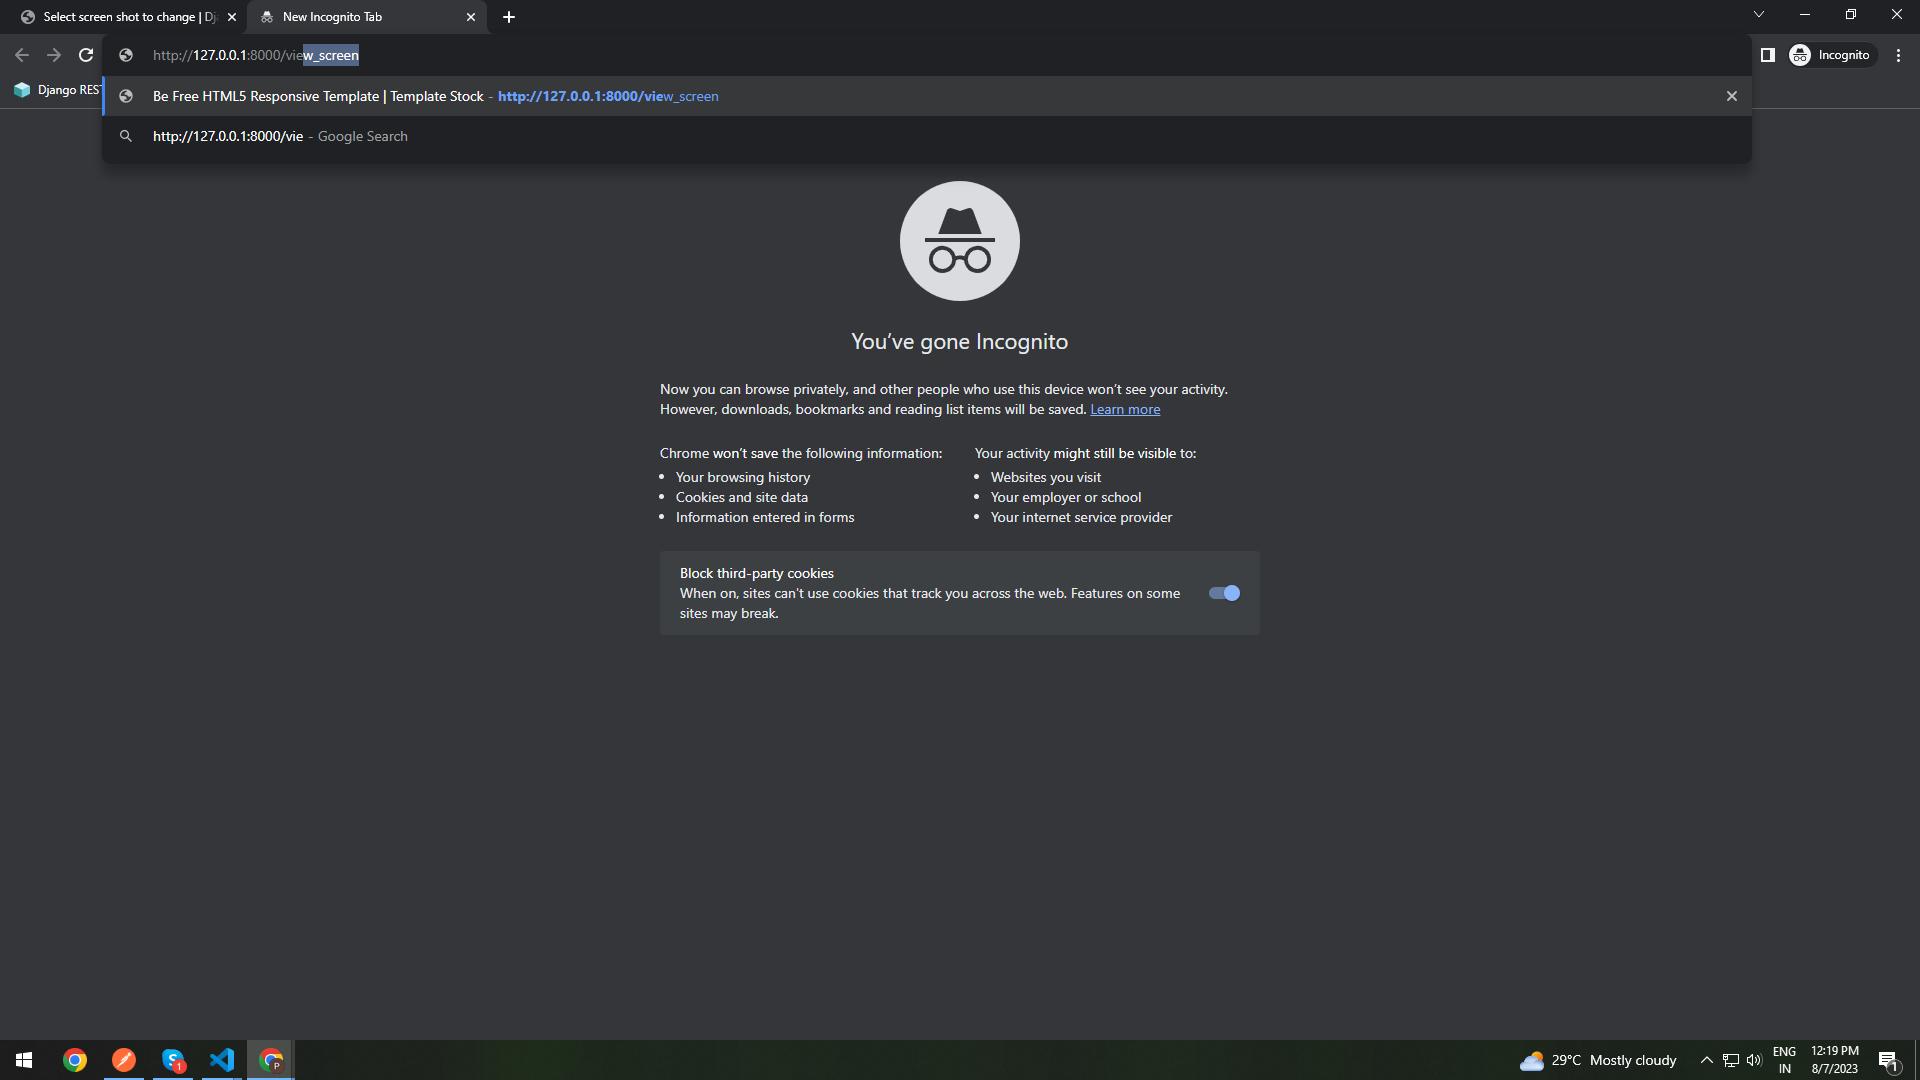 Select screen shot to change | Dj
New Incognito Tab
http://127.0.0.1:8000/view_screen
Incognito
Django REST
Be Free HTML5 Responsive Template | Template Stock - http://127.0.0.1:8000/view_screen
http://127.0.0.1:8000/vie - Google Search
You’ve gone Incognito
Now you can browse privately, and other people who use this device won’t see your activity.
However, downloads, bookmarks and reading list items will be saved. Learn more
Chrome won’t save the following information:
Your browsing history
Cookies and site data
Information entered in forms
Your activity might still be visible to:
Websites you visit
Your employer or school
Your internet service provider
Block third-party cookies
When on, sites can't use cookies that track you across the web. Features on some
sites may break.
S
1
P
29°C Mostly cloudy
ENG
IN
12:19 PM
8/7/2023
1